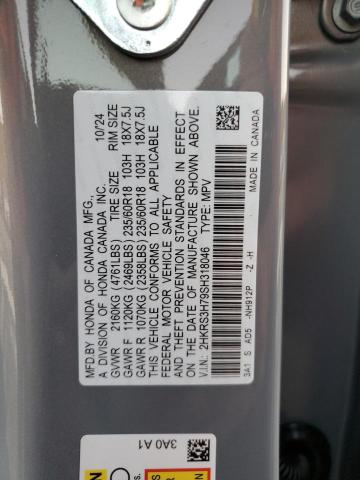 MFD.BY HONDA OF CANADA MFG., 10/24
A DIVISION OF HONDA CANADA INC.
TIRE SIZE RIM SIZE
GVWR 2160KG (4761LBS)
GAWR F 1120KG (2469LBS) 235/60R18 103H 18X7.5J
GAWR R 1070KG (2358LBS) 235/60R18 103H 18X7.5J
THIS VEHICLE CONFORMS TO ALL APPLICABLE
FEDERAL MOTOR VEHICLE SAFETY
AND THEFT PREVENTION STANDARDS IN EFFECT
ON THE DATE OF MANUFACTURE SHOWN ABOVE.
V.I.N.: 2HKRS3H79SH318046 TYPE: MPV
3A1 S AD5 -NH912P -Z -H MADE IN CANADA
3A0 A1